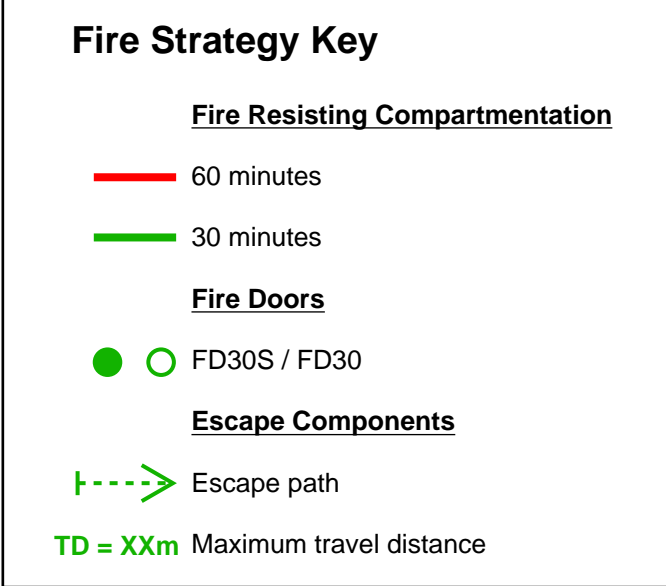 Fire Strategy Key
Fire Resisting Compartmentation
60 minutes
30 minutes
Fire Doors
FD30S / FD30
Escape Components
Escape path
TD = XXm Maximum travel distance